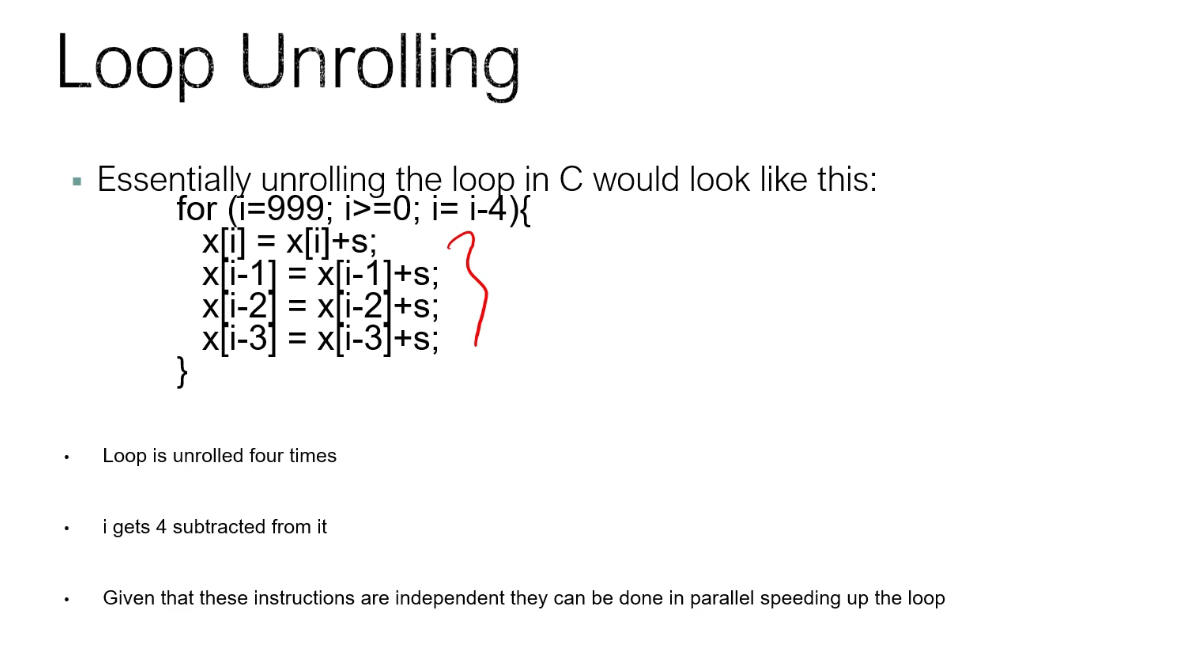 Loop Unrolling
▪ Essentially unrolling the loop in C would look like this:
for (i=999; i>=0; i= i-4){
x[i] = x[i]+s;
x[i-1] = x[i-1]+s;
x[i-2] = x[i-2]+s;
x[i-3] = x[i-3]+s;
}
• Loop is unrolled four times
• i gets 4 subtracted from it
• Given that these instructions are independent they can be done in parallel speeding up the loop